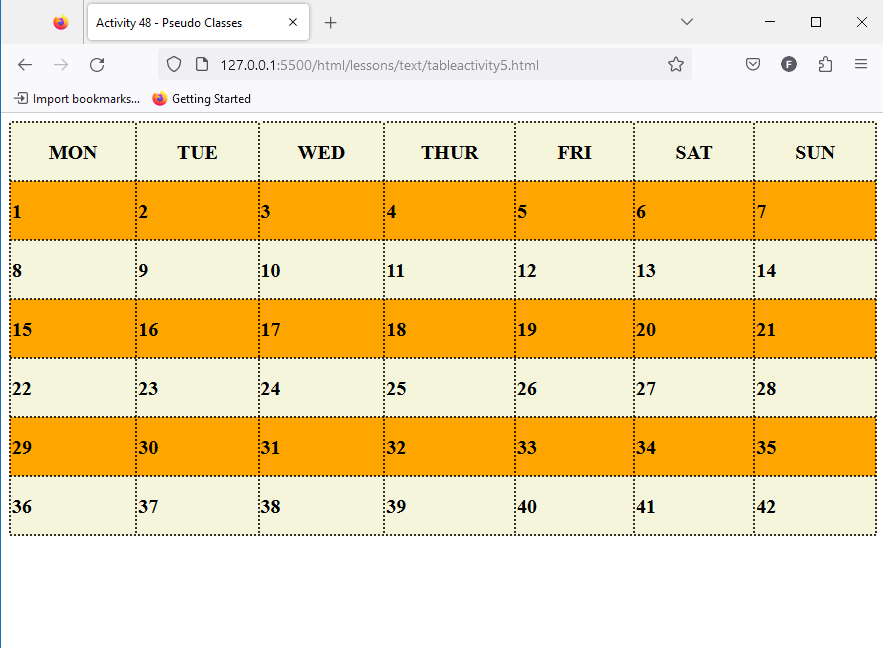 Activity 48 - Pseudo Classes
127.0.0.1:5500/html/lessons/text/tableactivity5.html
F
Import bookmarks... Getting Started
MON TUE WED THUR FRI SAT SUN
1 2 3 4 5 6 7
8 9 10 11 12 13 14
15 16 17 18 19 20 21
22 23 24 25 26 27 28
29 30 31 32 33 34 35
36 37 38 39 40 41 42